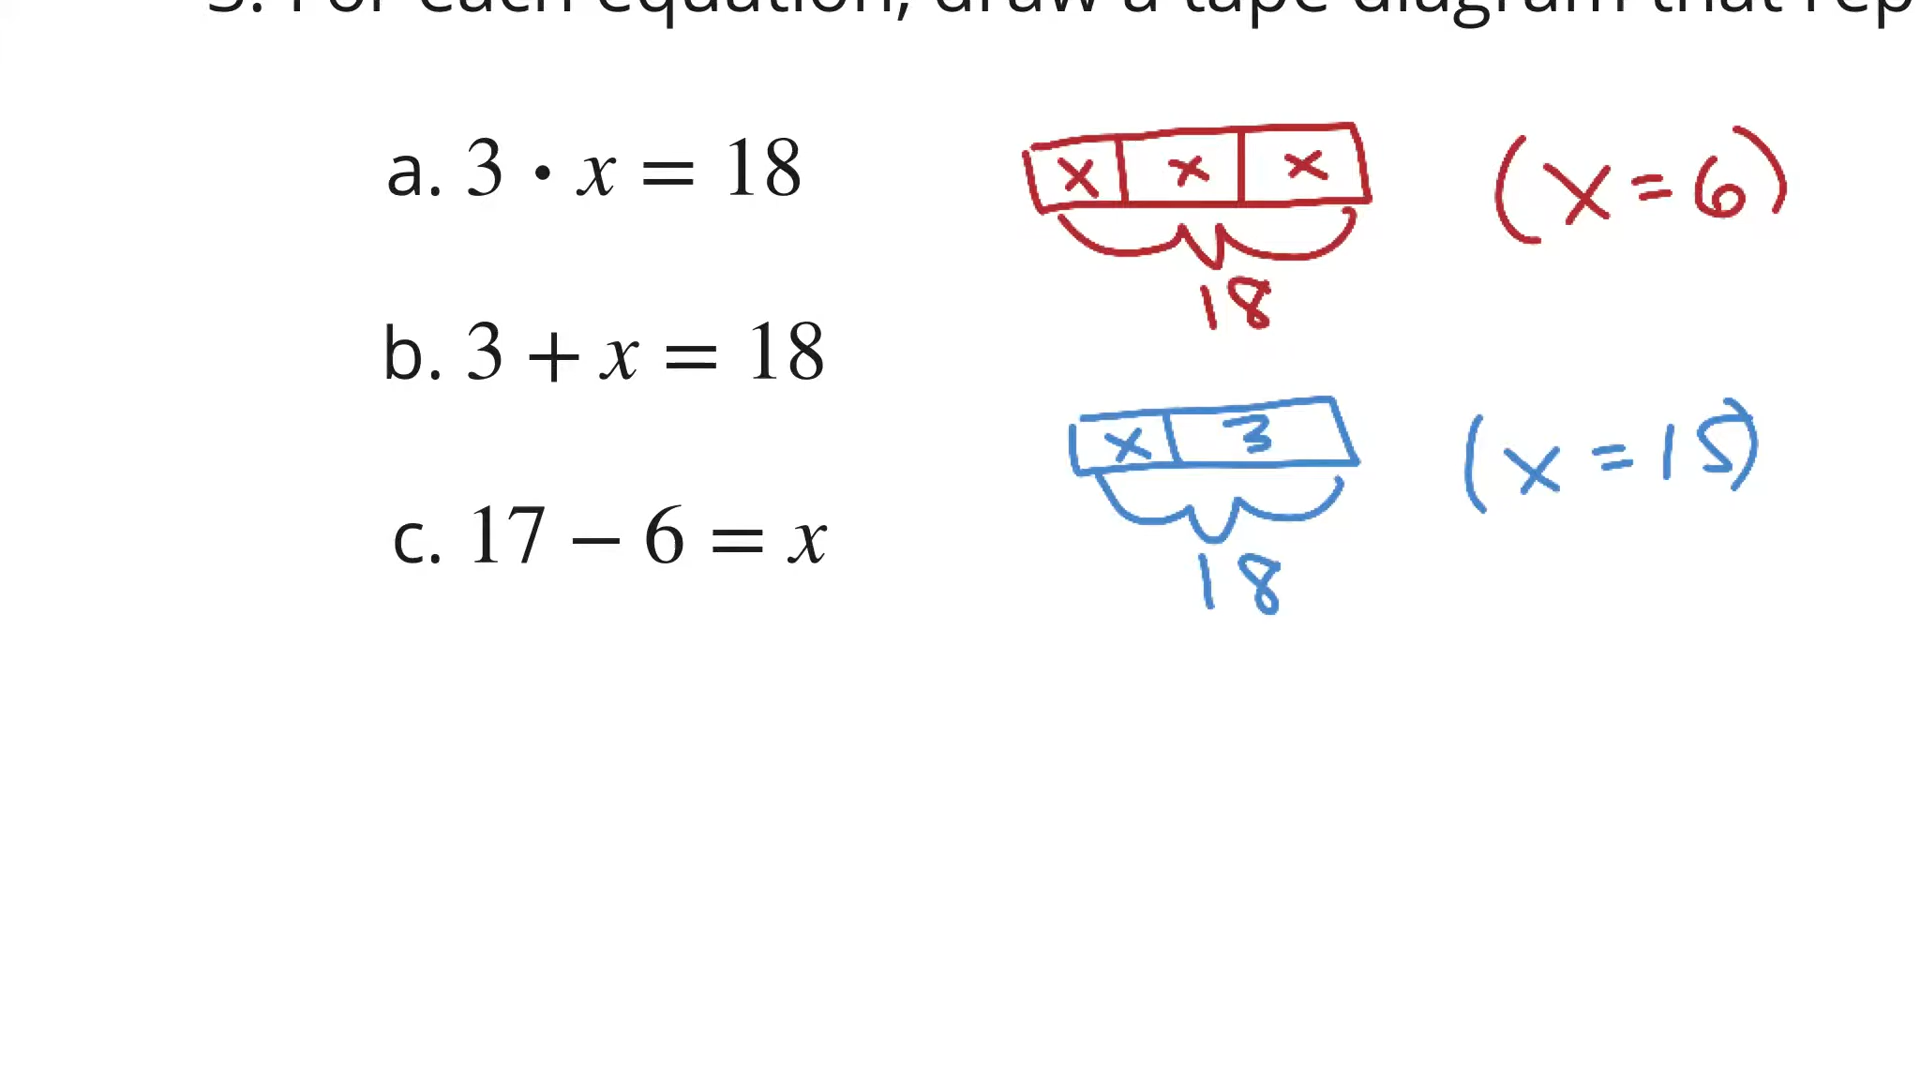 3. For each equation, draw a tape diagram that rep
a. 3 · x = 18
x x x
(x = 6)
18
b. 3 + x = 18
x 3
(x = 15)
18
c. 17 − 6 = x